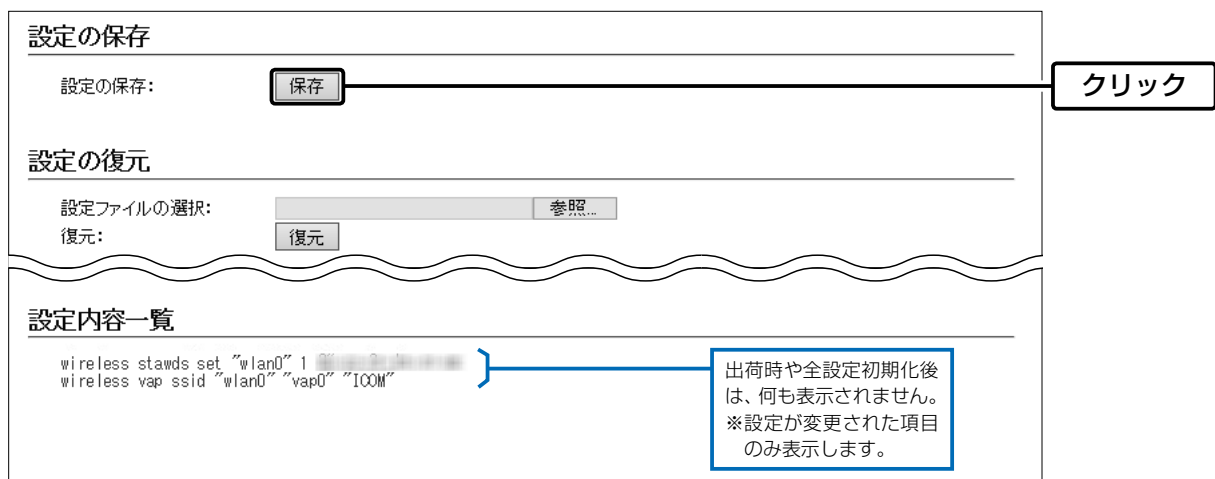 設定の保存
設定の保存: 保存
クリック
設定の復元
設定ファイルの選択: 参照...
復元: 復元
設定内容一覧
wireless stawds set "wlan0" 1
wireless vap ssid "wlan0" "vap0" "ICOM"
出荷時や全設定初期化後
は、何も表示されません。
※設定が変更された項目
のみ表示します。